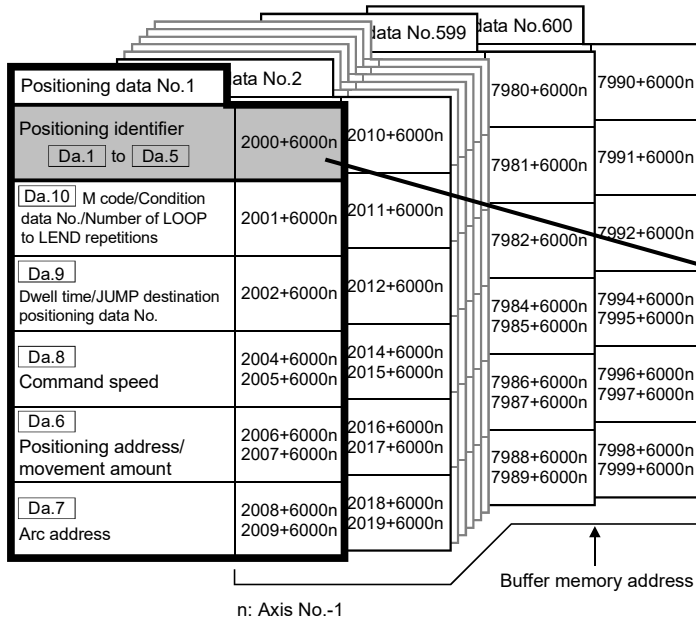 data No.600
data No.599
ata No.2
Positioning data No.1
Positioning identifier
Da.1 to Da.5
2000+6000n
2010+6000n
7980+6000n
7990+6000n
Da.10 M code/Condition
data No./Number of LOOP
to LEND repetitions
2001+6000n
2011+6000n
7981+6000n
7991+6000n
Da.9
Dwell time/JUMP destination
positioning data No.
2002+6000n
2012+6000n
7982+6000n
7992+6000n
Da.8
Command speed
2004+6000n
2005+6000n
2014+6000n
2015+6000n
7984+6000n
7985+6000n
7994+6000n
7995+6000n
Da.6
Positioning address/
movement amount
2006+6000n
2007+6000n
2016+6000n
2017+6000n
7986+6000n
7987+6000n
7996+6000n
7997+6000n
Da.7
Arc address
2008+6000n
2009+6000n
2018+6000n
2019+6000n
7988+6000n
7989+6000n
7998+6000n
7999+6000n
Buffer memory address
n: Axis No.-1